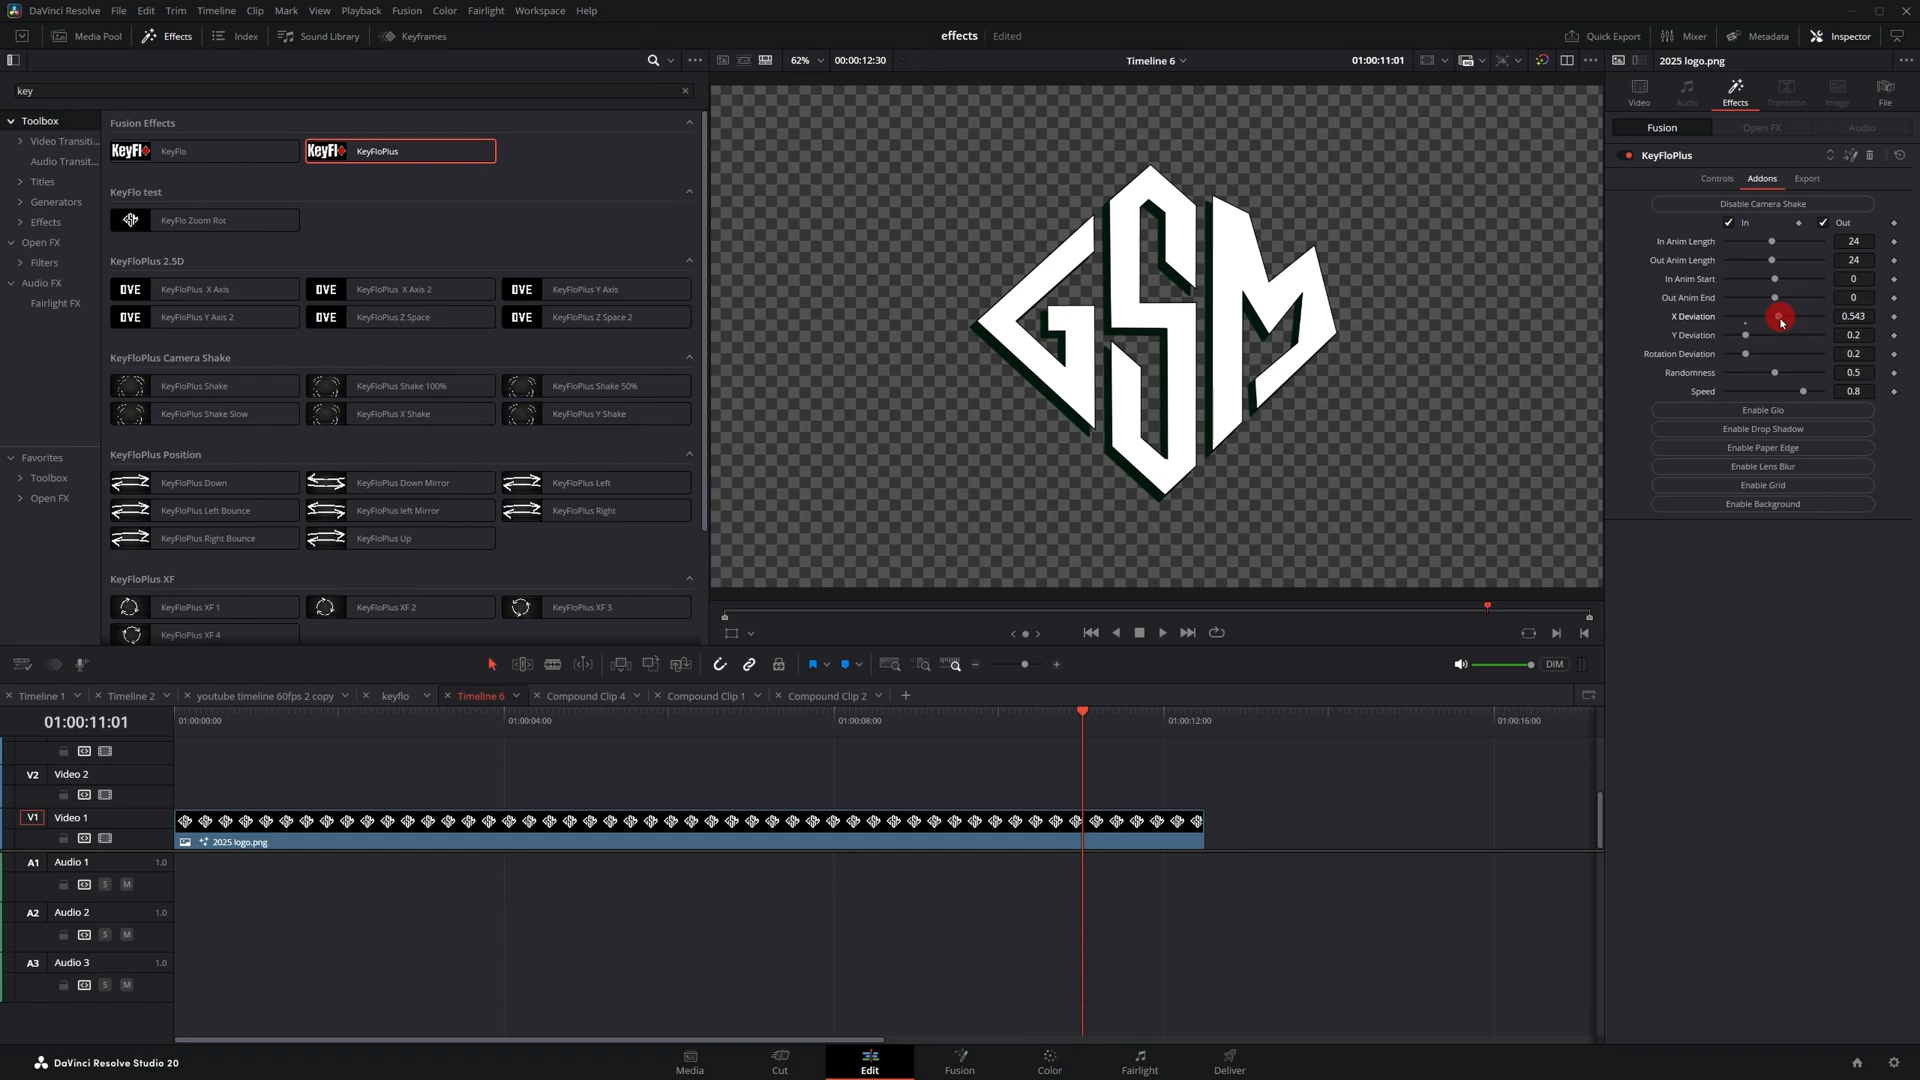 DaVinci Resolve File Edit Trim Timeline Clip Mark View Playback Fusion Color Fairlight Workspace Help
Media Pool Effects Index Sound Library Keyframes effects Edited Quick Export Mixer Metadata Inspector
62% 00:00:12:30 Timeline 6 01:00:11:01 2025 logo.png
key
Video Audio Effects Transition Image File
Fusion Open FX Audio
KeyFloPlus
Controls Addons Export
Disable Camera Shake
In Out
In Anim Length 24
Out Anim Length 24
In Anim Start 0
Out Anim End 0
X Deviation 0.543
Y Deviation 0.2
Rotation Deviation 0.2
Randomness 0.5
Speed 0.8
Enable Glo
Enable Drop Shadow
Enable Paper Edge
Enable Lens Blur
Enable Grid
Enable Background
Toolbox
Video Transiti...
Audio Transit...
Titles
Generators
Effects
Open FX
Filters
Audio FX
Fairlight FX
Favorites
Toolbox
Open FX
Fusion Effects
KeyFl KeyFlo KeyFl KeyFloPlus
KeyFlo test
KeyFlo Zoom Rot
KeyFloPlus 2.5D
OVE KeyFloPlus X Axis OVE KeyFloPlus X Axis 2 OVE KeyFloPlus Y Axis
OVE KeyFloPlus Y Axis 2 OVE KeyFloPlus Z Space OVE KeyFloPlus Z Space 2
KeyFloPlus Camera Shake
KeyFloPlus Shake KeyFloPlus Shake 100% KeyFloPlus Shake 50%
KeyFloPlus Shake Slow KeyFloPlus X Shake KeyFloPlus Y Shake
KeyFloPlus Position
KeyFloPlus Down KeyFloPlus Down Mirror KeyFloPlus Left
KeyFloPlus Left Bounce KeyFloPlus left Mirror KeyFloPlus Right
KeyFloPlus Right Bounce KeyFloPlus Up
KeyFloPlus XF
KeyFloPlus XF 1 KeyFloPlus XF 2 KeyFloPlus XF 3
KeyFloPlus XF 4
GSM
DIM
Timeline 1 Timeline 2 youtube timeline 60fps 2 copy keyflo Timeline 6 Compound Clip 4 Compound Clip 1 Compound Clip 2
01:00:11:01 01:00:00:00 01:00:04:00 01:00:08:00 01:00:12:00 01:00:16:00
V2 Video 2
V1 Video 1
2025 logo.png
A1 Audio 1 1.0
S M
A2 Audio 2 1.0
S M
A3 Audio 3 1.0
S M
DaVinci Resolve Studio 20 Media Cut Edit Fusion Color Fairlight Deliver